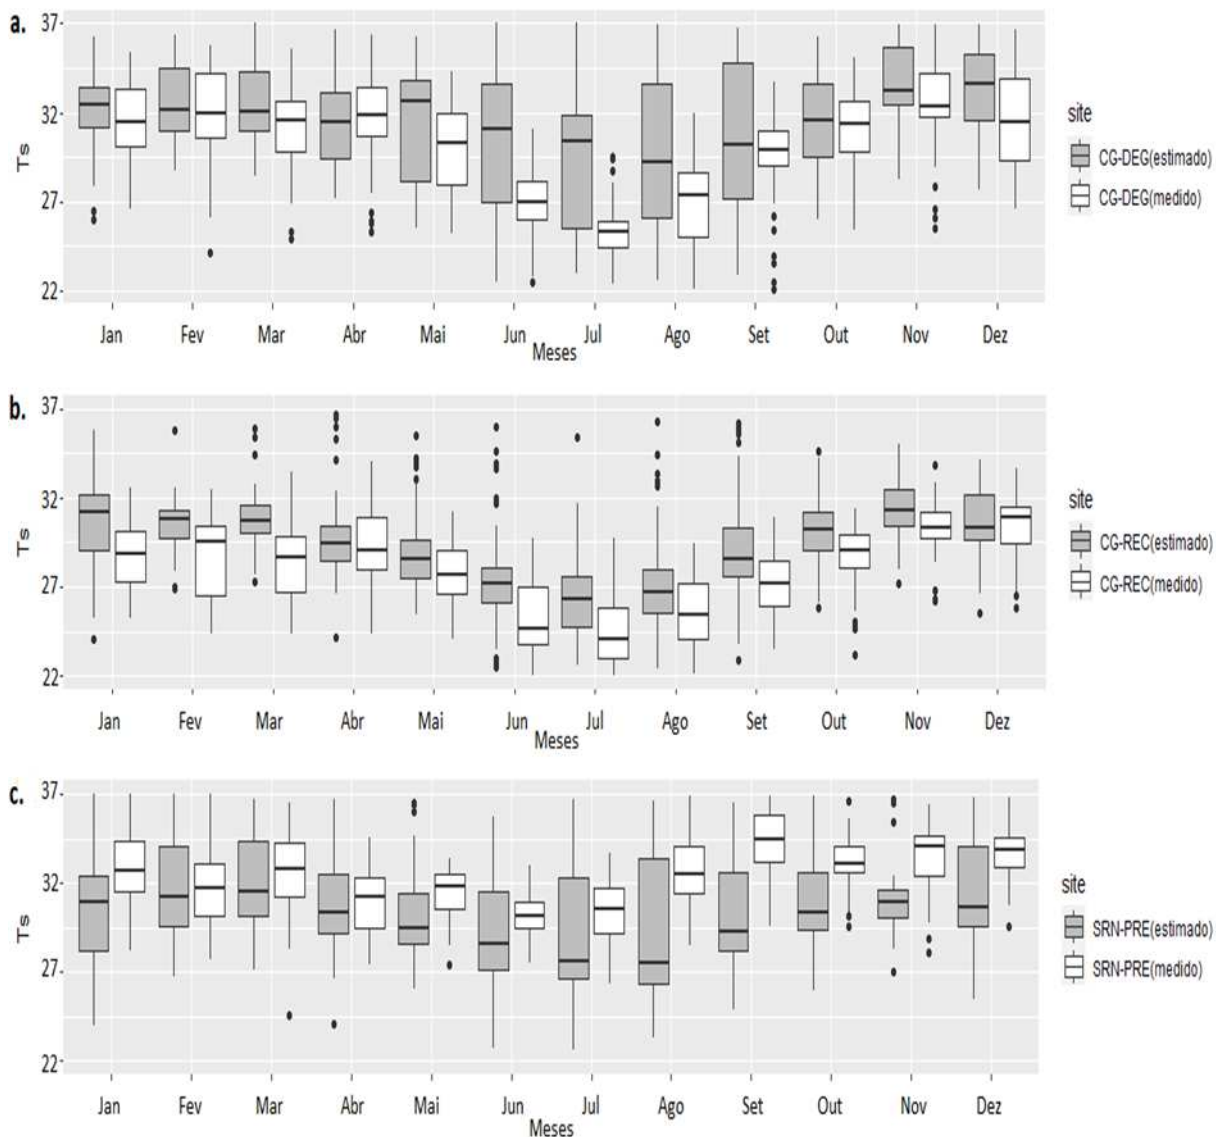 a.
37
32
27
22
Ts
Jan Fev Mar Abr Mai Jun Jul Ago Set Out Nov Dez
Meses
site
CG-DEG(estimado)
CG-DEG(medido)
b.
37
32
27
22
Ts
Jan Fev Mar Abr Mai Jun Jul Ago Set Out Nov Dez
Meses
site
CG-REC(estimado)
CG-REC(medido)
c.
37
32
27
22
Ts
Jan Fev Mar Abr Mai Jun Jul Ago Set Out Nov Dez
Meses
site
SRN-PRE(estimado)
SRN-PRE(medido)